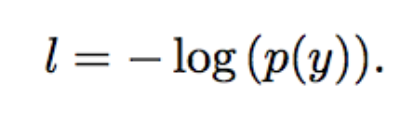 l = − log (p(y)).